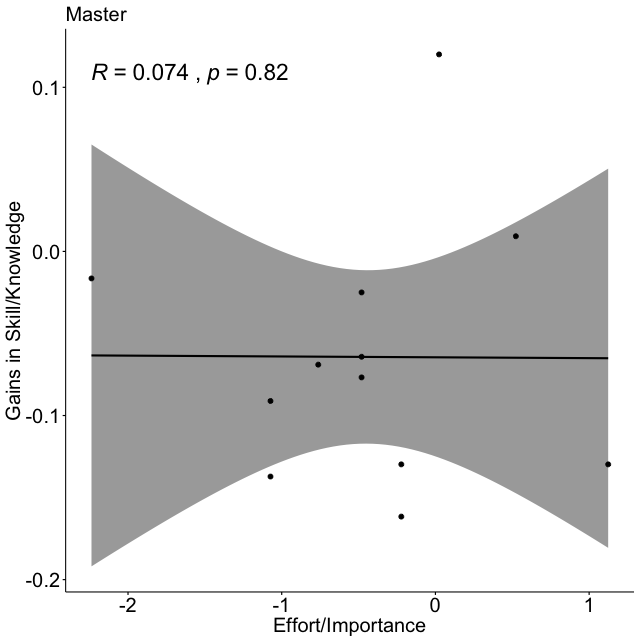 Master
R = 0.074 , p = 0.82
0.1
0.0
-0.1
-0.2
Gains in Skill/Knowledge
-2 -1 0 1
Effort/Importance